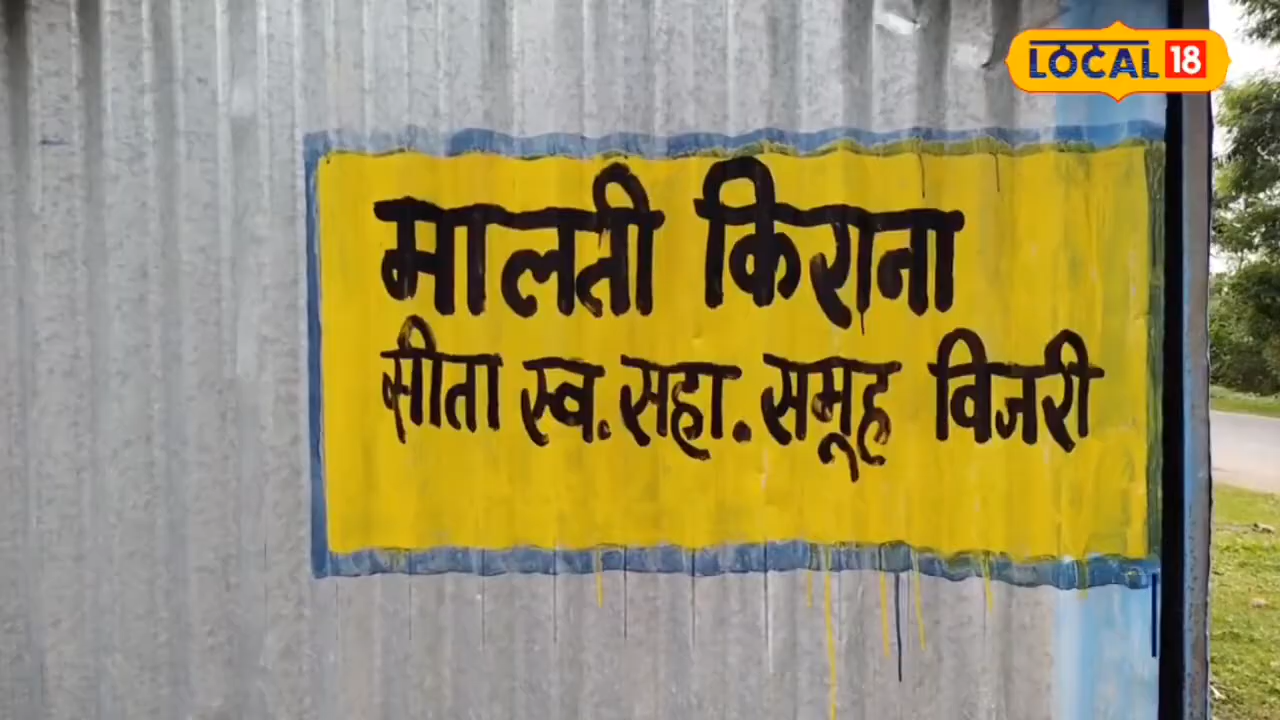 LOCAL 18
मालती किराना
सीता स्व. सहा. समूह विजरी